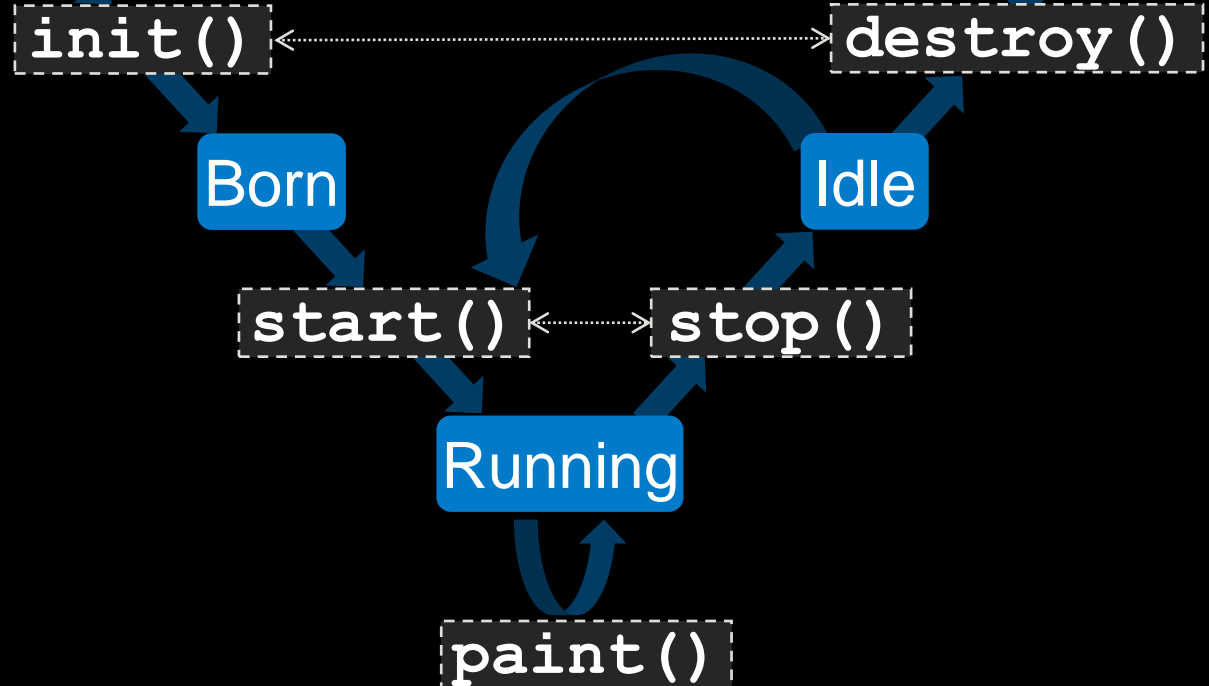 init()
destroy()
Born
Idle
start()
stop()
Running
paint()